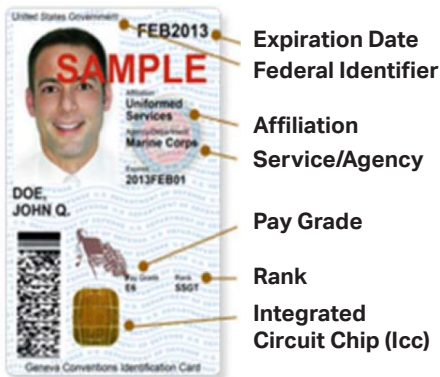 United States Government
FEB2013
SAMPLE
Affiliation
Uniformed
Services
Agency/Department
Marine Corps
Expires
2013FEB01
DOE,
JOHN Q.
Pay Grade
E6
Rank
SSGT
Geneva Conventions Identification Card
Expiration Date
Federal Identifier
Affiliation
Service/Agency
Pay Grade
Rank
Integrated
Circuit Chip (Icc)